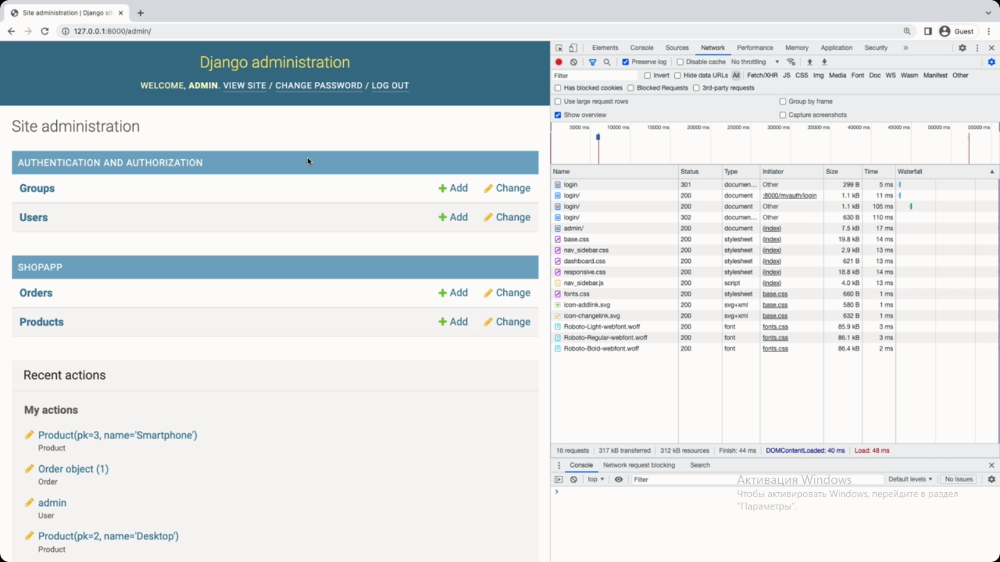 Site administration | Django sit
127.0.0.1:8000/admin/
Guest
Django administration
WELCOME, ADMIN. VIEW SITE / CHANGE PASSWORD / LOG OUT
Site administration
AUTHENTICATION AND AUTHORIZATION
Groups Add Change
Users Add Change
SHOPAPP
Orders Add Change
Products Add Change
Recent actions
My actions
Product(pk=3, name='Smartphone')
Product
Order object (1)
Order
admin
User
Product(pk=2, name='Desktop')
Product
Elements Console Sources Network Performance Memory Application Security »
Preserve log Disable cache No throttling
Filter Invert Hide data URLs All Fetch/XHR JS CSS Img Media Font Doc WS Wasm Manifest Other
Has blocked cookies Blocked Requests 3rd-party requests
Use large request rows Group by frame
Show overview Capture screenshots
5000 ms 10000 ms 15000 ms 20000 ms 25000 ms 30000 ms 35000 ms 40000 ms 45000 ms 50000 ms 55000 ms
Name Status Type Initiator Size Time Waterfall
login 301 documen... Other 299 B 5 ms
login/ 200 document :8000/myauth/login 1.1 kB 11 ms
login/ 200 document Other 1.1 kB 105 ms
login/ 302 documen... Other 630 B 110 ms
admin/ 200 document (index) 7.5 kB 17 ms
base.css 200 stylesheet (index) 19.8 kB 14 ms
nav_sidebar.css 200 stylesheet (index) 2.9 kB 13 ms
dashboard.css 200 stylesheet (index) 621 B 13 ms
responsive.css 200 stylesheet (index) 18.8 kB 14 ms
nav_sidebar.js 200 script (index) 4.0 kB 13 ms
fonts.css 200 stylesheet base.css 660 B 1 ms
icon-addlink.svg 200 svg+xml base.css 580 B 1 ms
icon-changelink.svg 200 svg+xml base.css 632 B 1 ms
Roboto-Light-webfont.woff 200 font fonts.css 85.9 kB 3 ms
Roboto-Regular-webfont.woff 200 font fonts.css 86.1 kB 3 ms
Roboto-Bold-webfont.woff 200 font fonts.css 86.4 kB 2 ms
16 requests 317 kB transferred 312 kB resources Finish: 44 ms DOMContentLoaded: 40 ms Load: 48 ms
Console Network request blocking Search
top Filter Default levels No Issues
Активация Windows
Чтобы активировать Windows, перейдите в раздел
"Параметры".